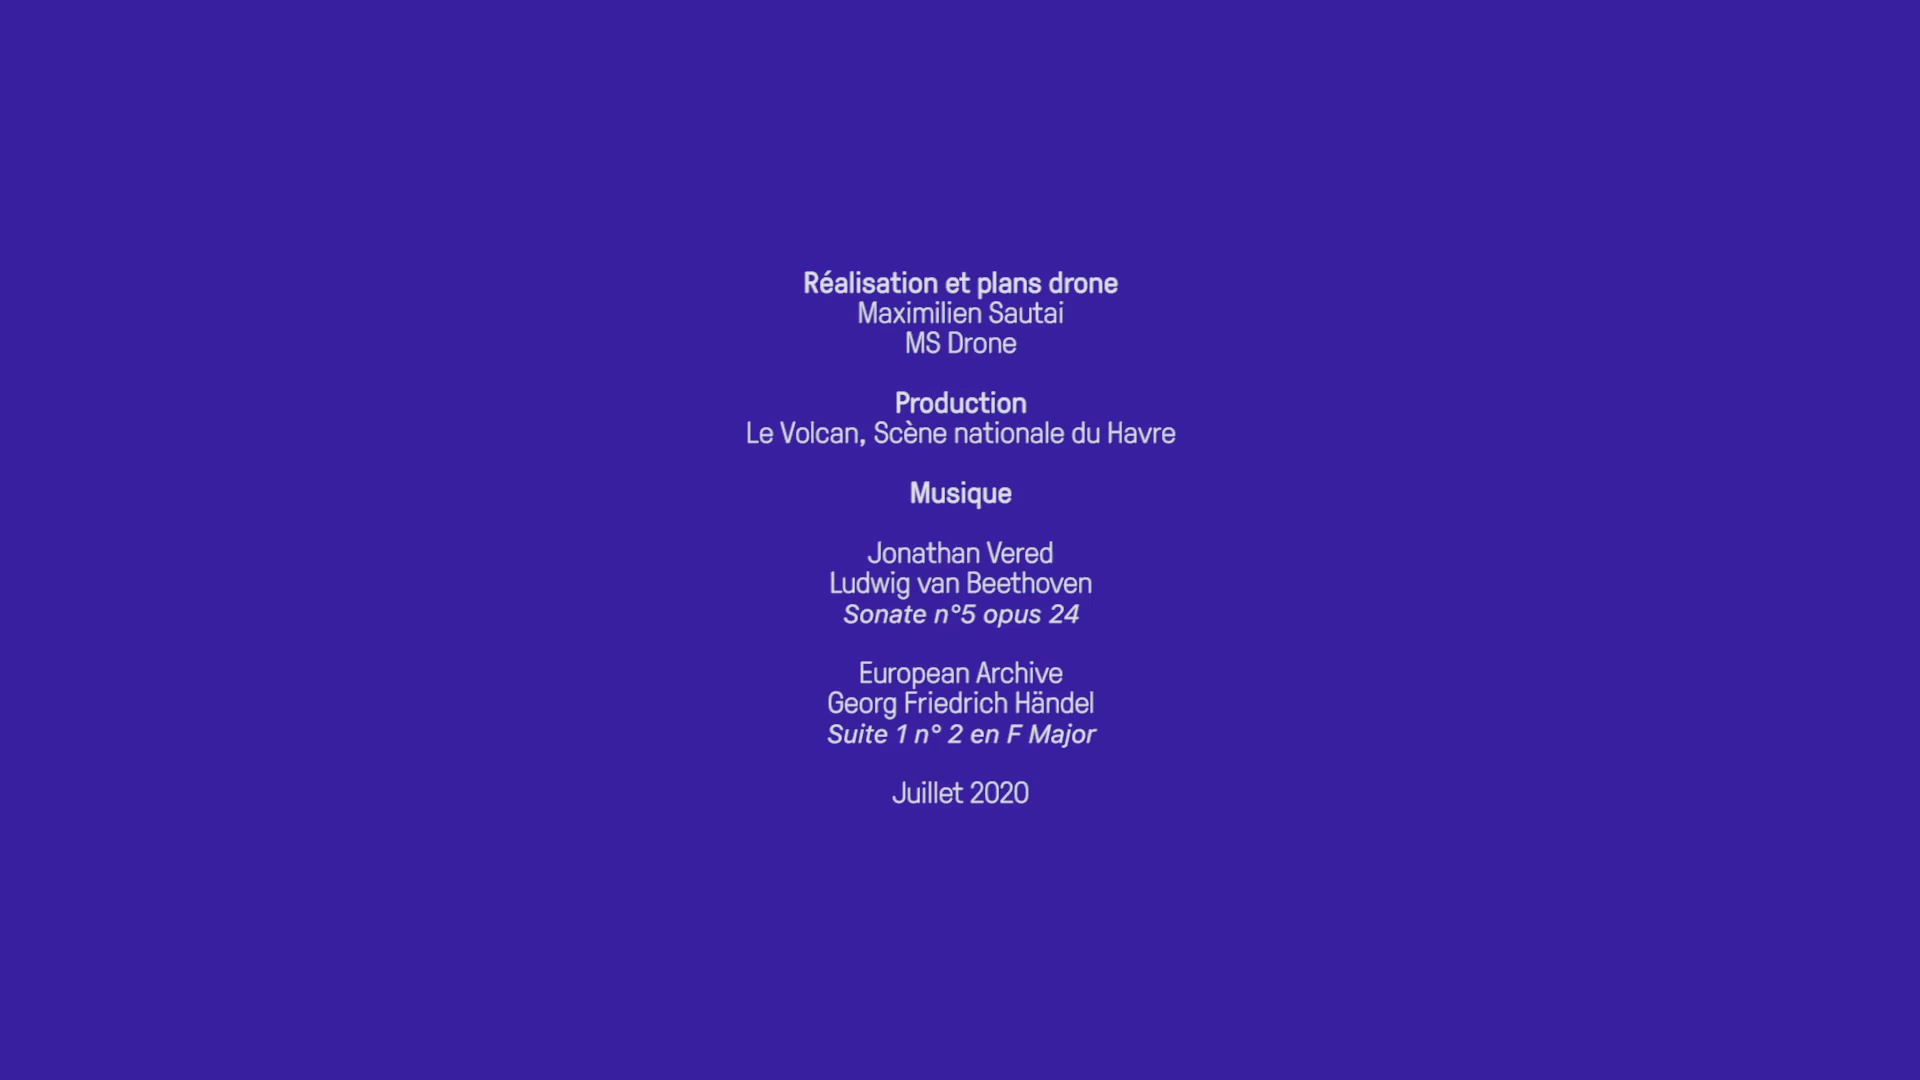 Réalisation et plans drone
Maximilien Sautai
MS Drone
Production
Le Volcan, Scène nationale du Havre
Musique
Jonathan Vered
Ludwig van Beethoven
Sonate n°5 opus 24
European Archive
Georg Friedrich Händel
Suite 1 n° 2 en F Major
Juillet 2020